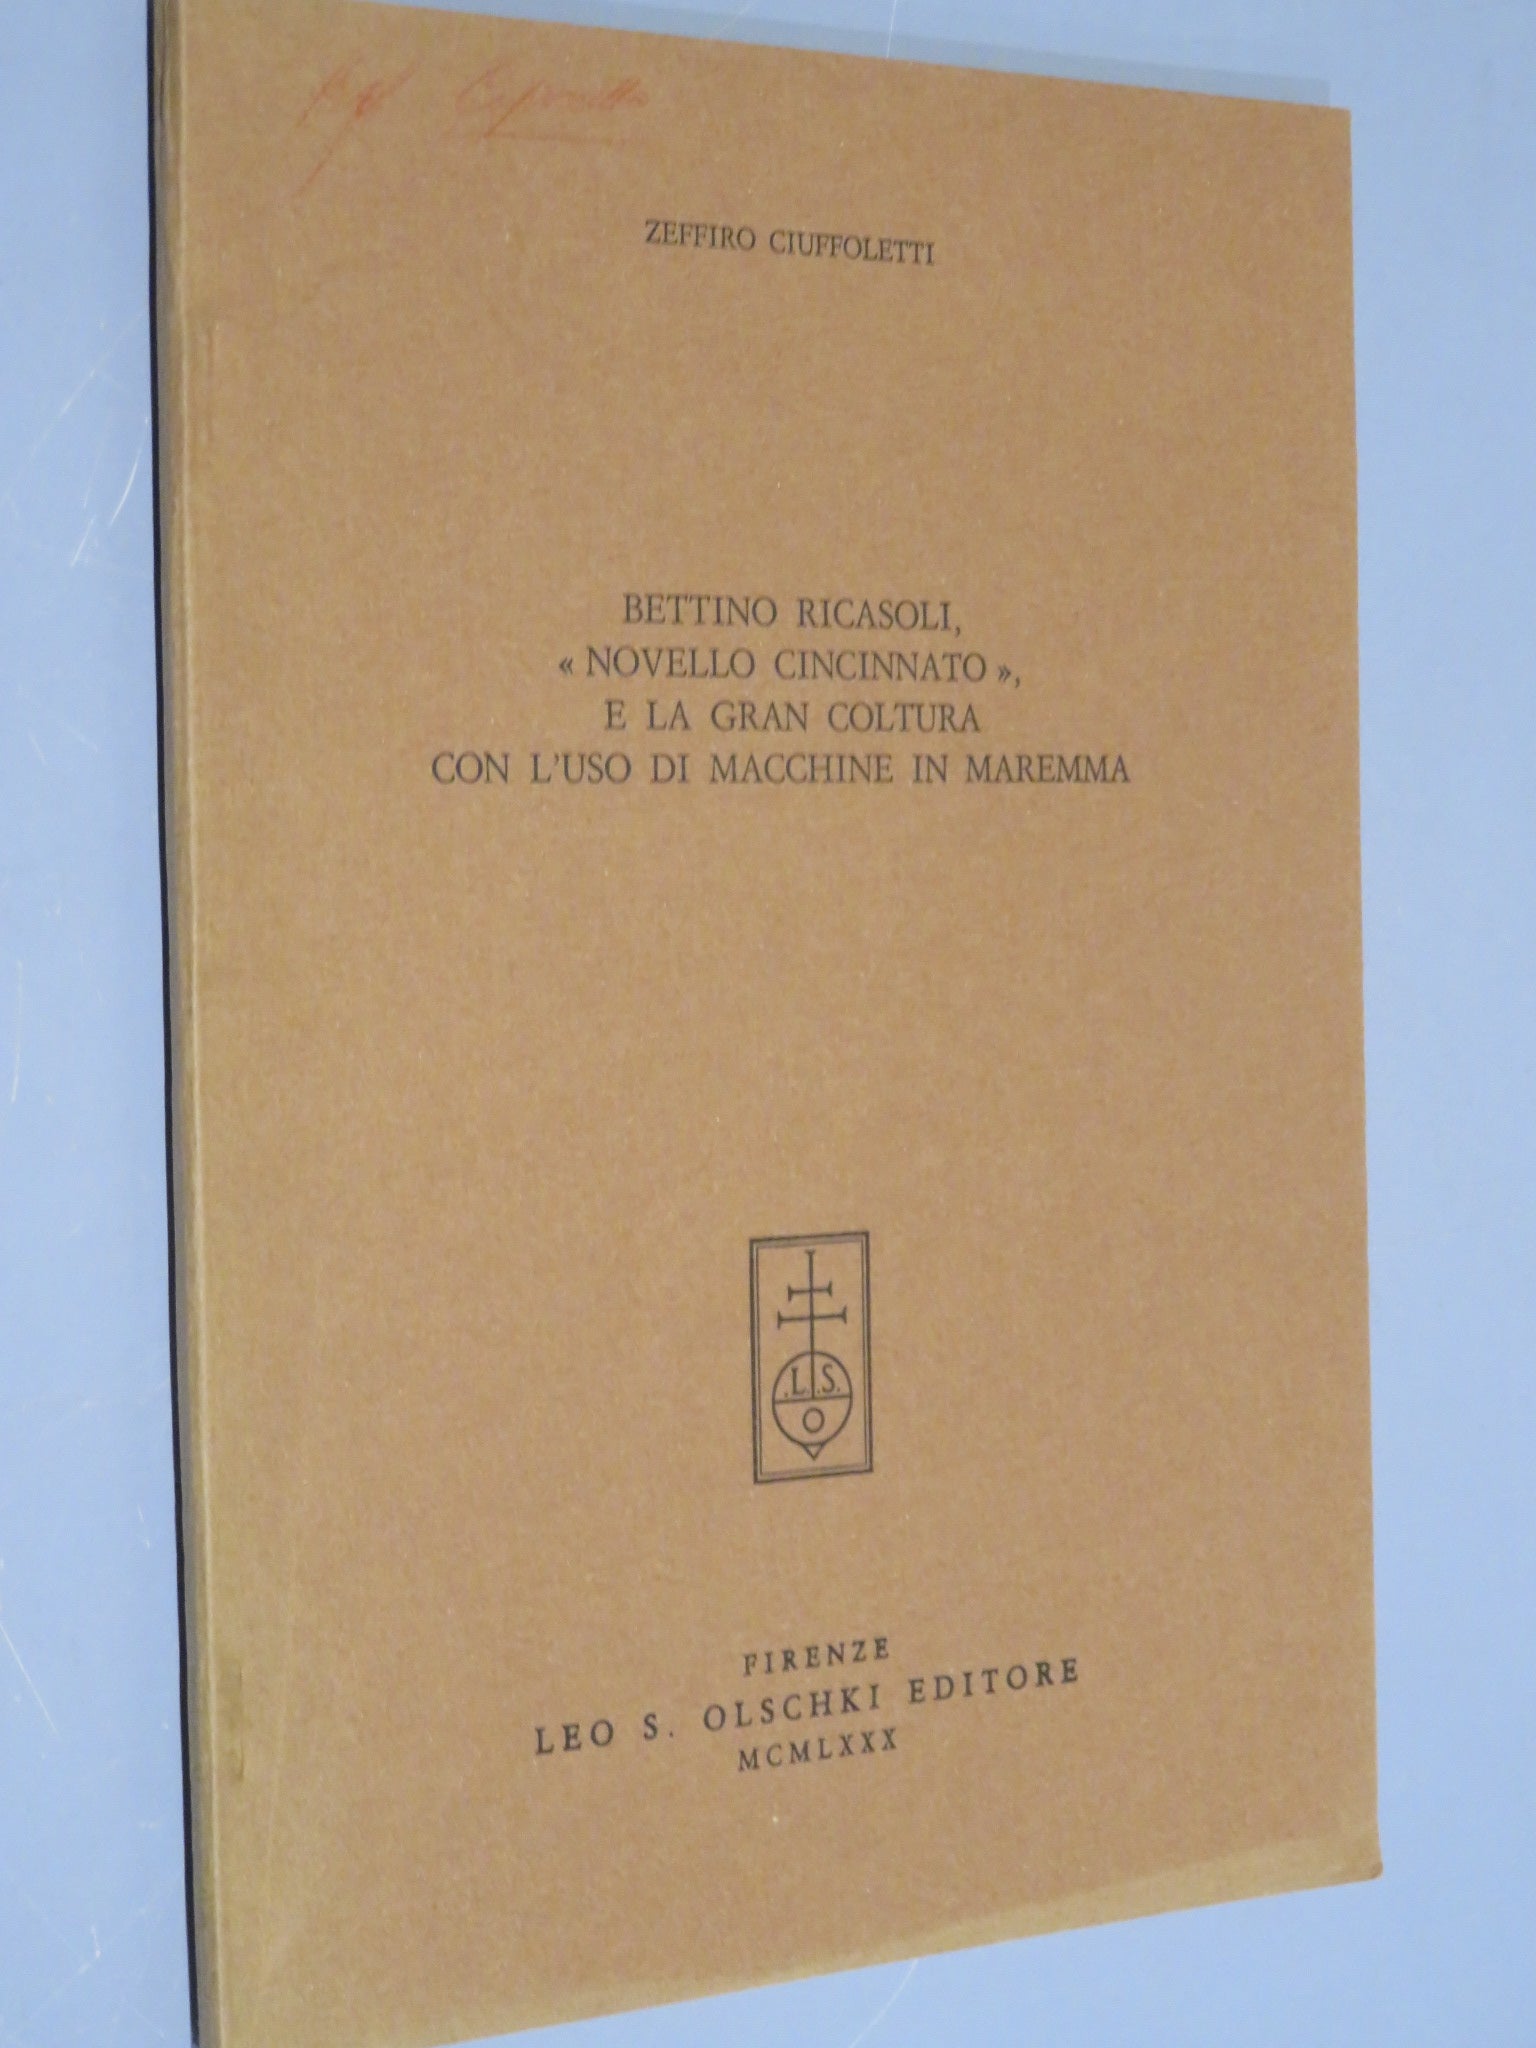 ZEFFIRO CIUFFOLETTI
BETTINO RICASOLI,
« NOVELLO CINCINNATO »,
E LA GRAN COLTURA
CON L'USO DI MACCHINE IN MAREMMA
.L.S.
O
FIRENZE
LEO S. OLSCHKI EDITORE
MCMLXXX